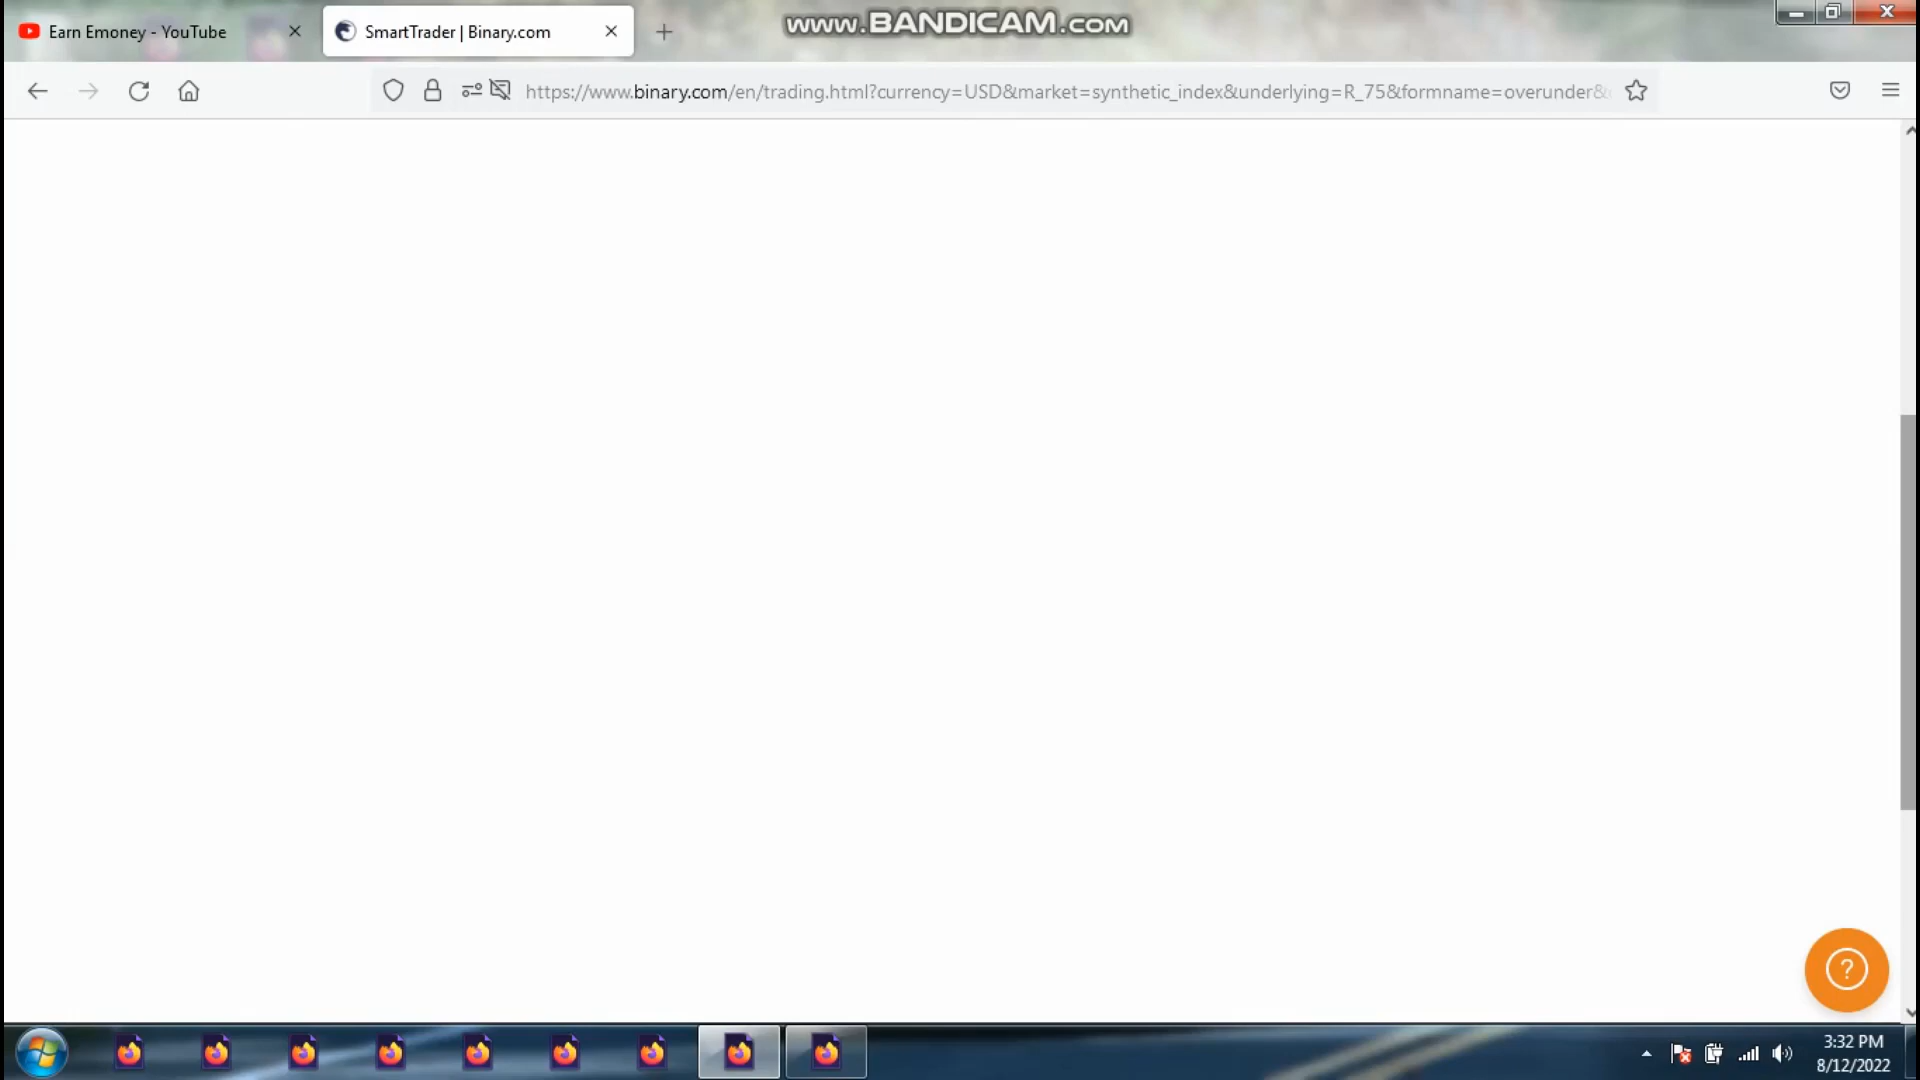 www.BANDICAM.com
Earn Emoney - YouTube
SmartTrader | Binary.com
https://www.binary.com/en/trading.html?currency=USD&market=synthetic_index&underlying=R_75&formname=overunder&
?
3:32 PM
8/12/2022